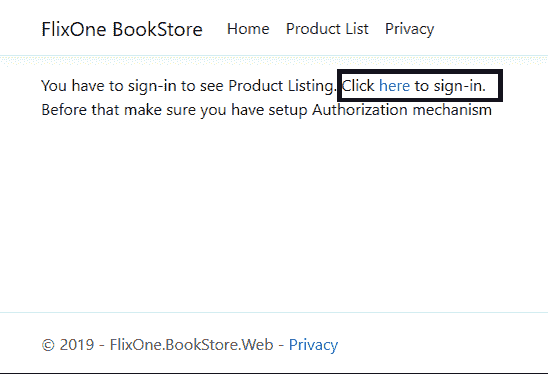 FlixOne BookStore Home Product List Privacy
You have to sign-in to see Product Listing. Click here to sign-in.
Before that make sure you have setup Authorization mechanism
© 2019 - FlixOne.BookStore.Web - Privacy